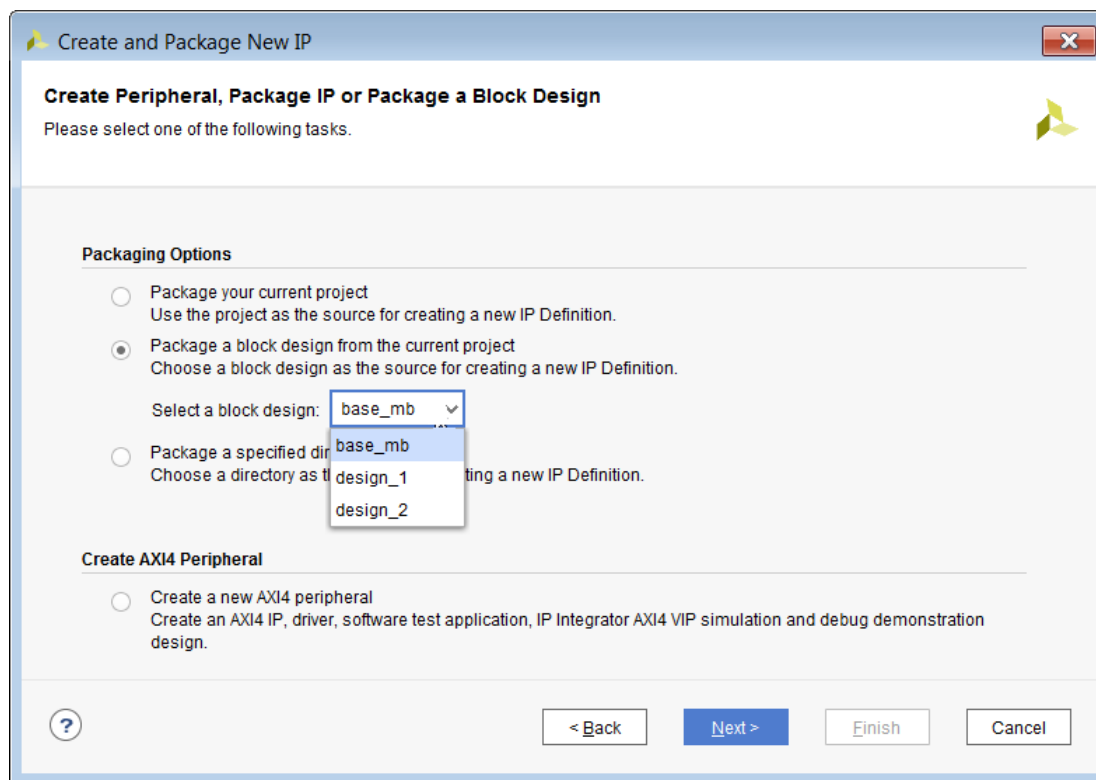 Create and Package New IP
Create Peripheral, Package IP or Package a Block Design
Please select one of the following tasks.
Packaging Options
Package your current project
Use the project as the source for creating a new IP Definition.
Package a block design from the current project
Choose a block design as the source for creating a new IP Definition.
Select a block design: base_mb
base_mb
design_1
design_2
Package a specified
Choose a directory as a new IP Definition.
Create AXI4 Peripheral
Create a new AXI4 peripheral
Create an AXI4 IP, driver, software test application, IP Integrator AXI4 VIP simulation and debug demonstration
design.
?
< Back
Next >
Finish
Cancel